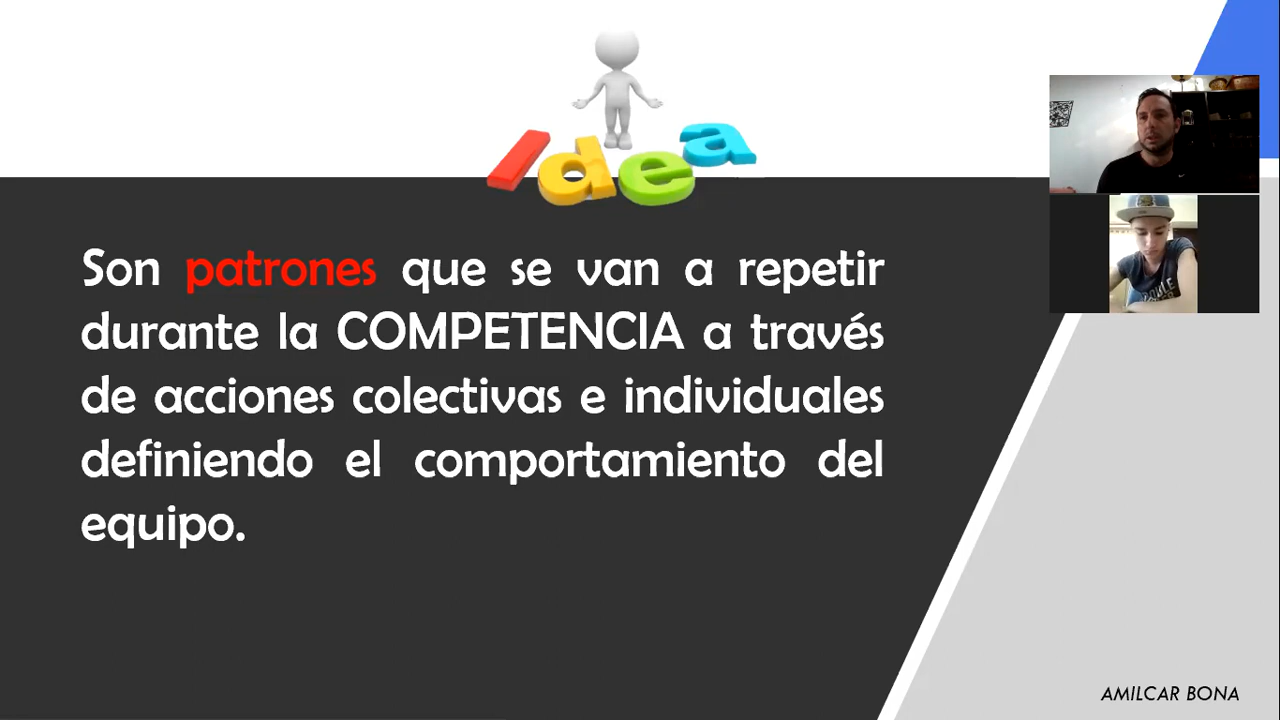 Idea
Son patrones que se van a repetir
durante la COMPETENCIA a través
de acciones colectivas e individuales
definiendo el comportamiento del
equipo.
AMILCAR BONA